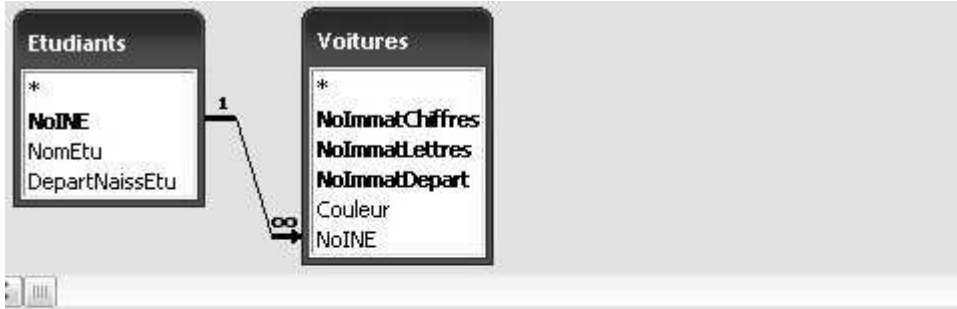 Etudiants
*
NoINE
NomEtu
DepartNaissEtu
1
∞
Voitures
*
NoImmatChiffres
NoImmatLettres
NoImmatDepart
Couleur
NoINE